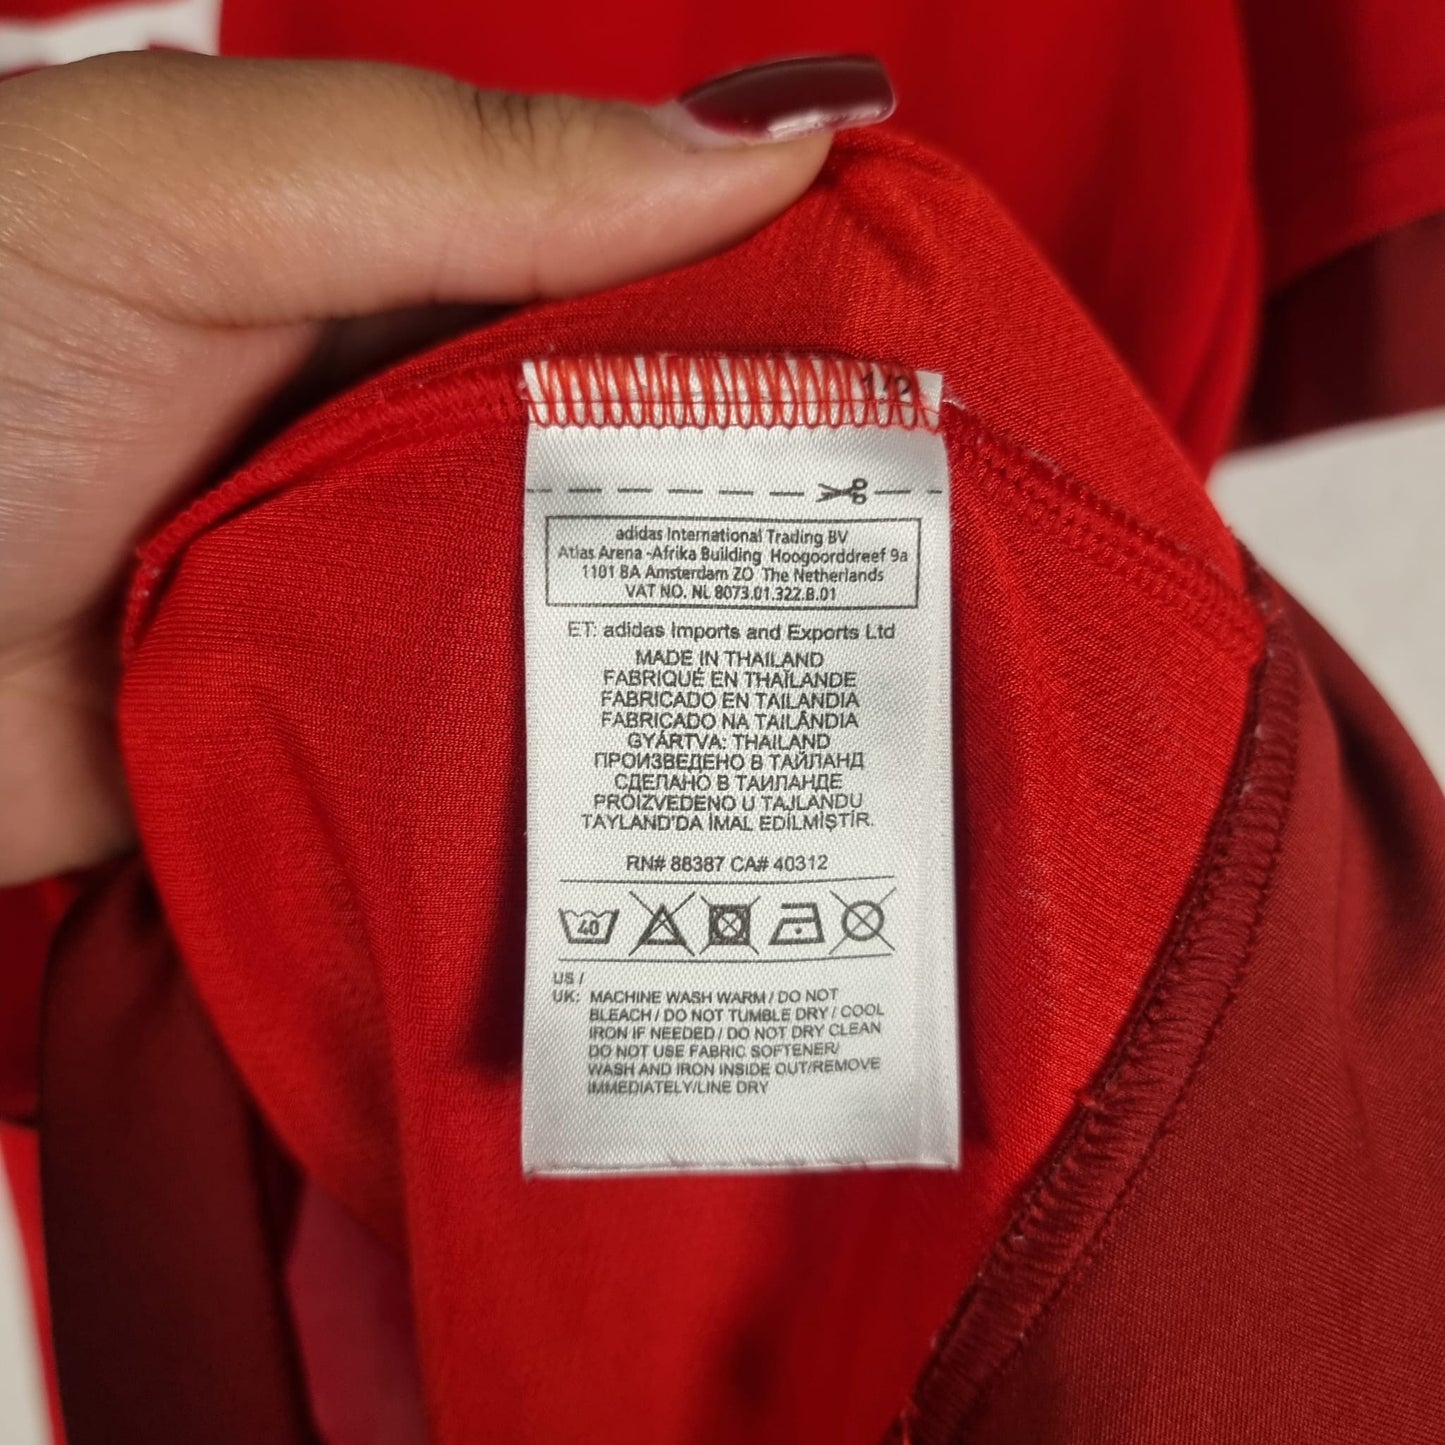 1/2
adidas International Trading BV
Atlas Arena -Afrika Building Hoogoorddreef 9a
1101 BA Amsterdam ZO The Netherlands
VAT NO. NL 8073.01.322.B.01
ET: adidas Imports and Exports Ltd
MADE IN THAILAND
FABRIQUÉ EN THAÏLANDE
FABRICADO EN TAILANDIA
FABRICADO NA TAILÂNDIA
GYÁRTVA: THAILAND
ПРОИЗВЕДЕНО В ТАЙЛАНД
СДЕЛАНО В ТАИЛАНДЕ
PROIZVEDENO U TAJLANDU
TAYLAND'DA İMAL EDİLMİŞTİR.
RN# 88387 CA# 40312
40
US /
UK: MACHINE WASH WARM / DO NOT
BLEACH / DO NOT TUMBLE DRY / COOL
IRON IF NEEDED / DO NOT DRY CLEAN
DO NOT USE FABRIC SOFTENER/
WASH AND IRON INSIDE OUT/REMOVE
IMMEDIATELY/LINE DRY